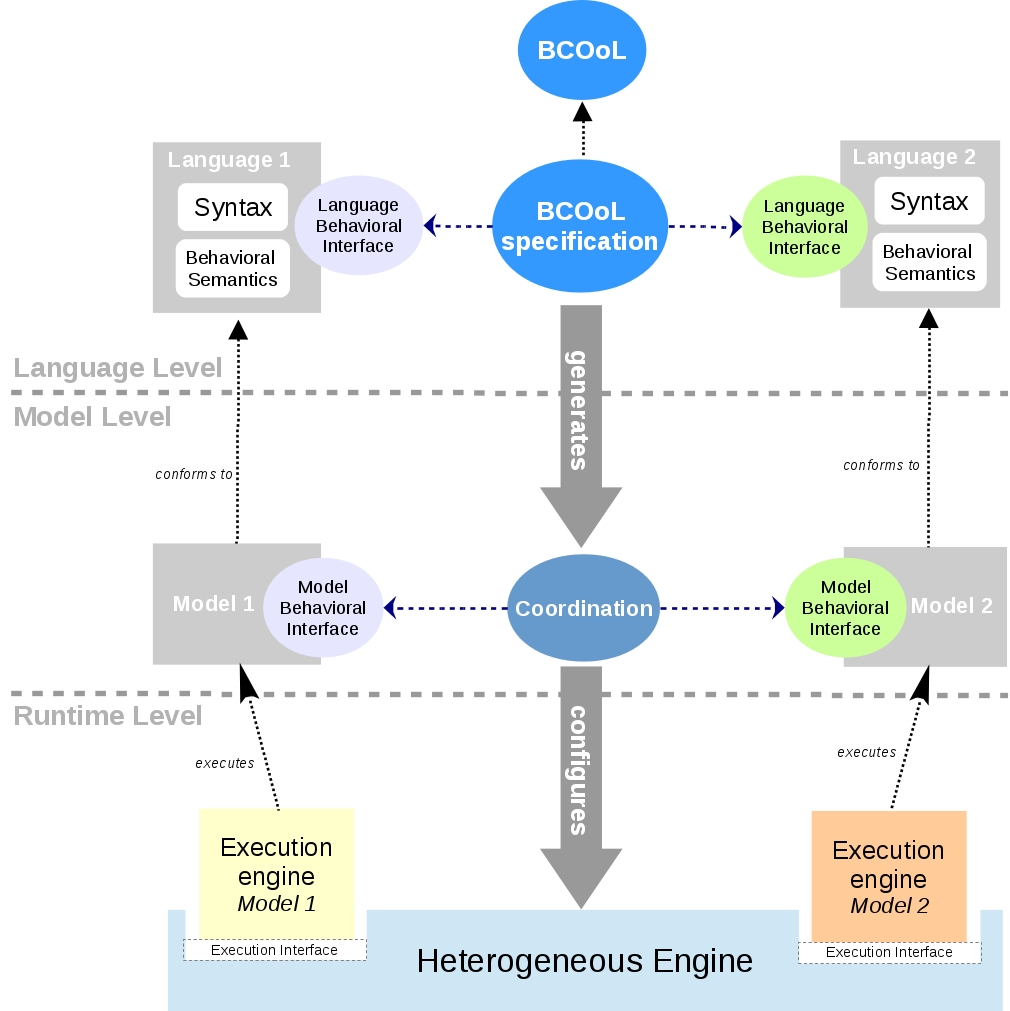 BCOoL
Language 1
Syntax
Behavioral
Semantics
Language
Behavioral
Interface
BCOoL
specification
Language
Behavioral
Interface
Language 2
Syntax
Behavioral
Semantics
generates
Language Level
Model Level
conforms to
conforms to
Model 1
Model
Behavioral
Interface
Coordination
Model
Behavioral
Interface
Model 2
Runtime Level
configures
executes
executes
Execution
engine
Model 1
Execution Interface
Execution
engine
Model 2
Execution Interface
Heterogeneous Engine